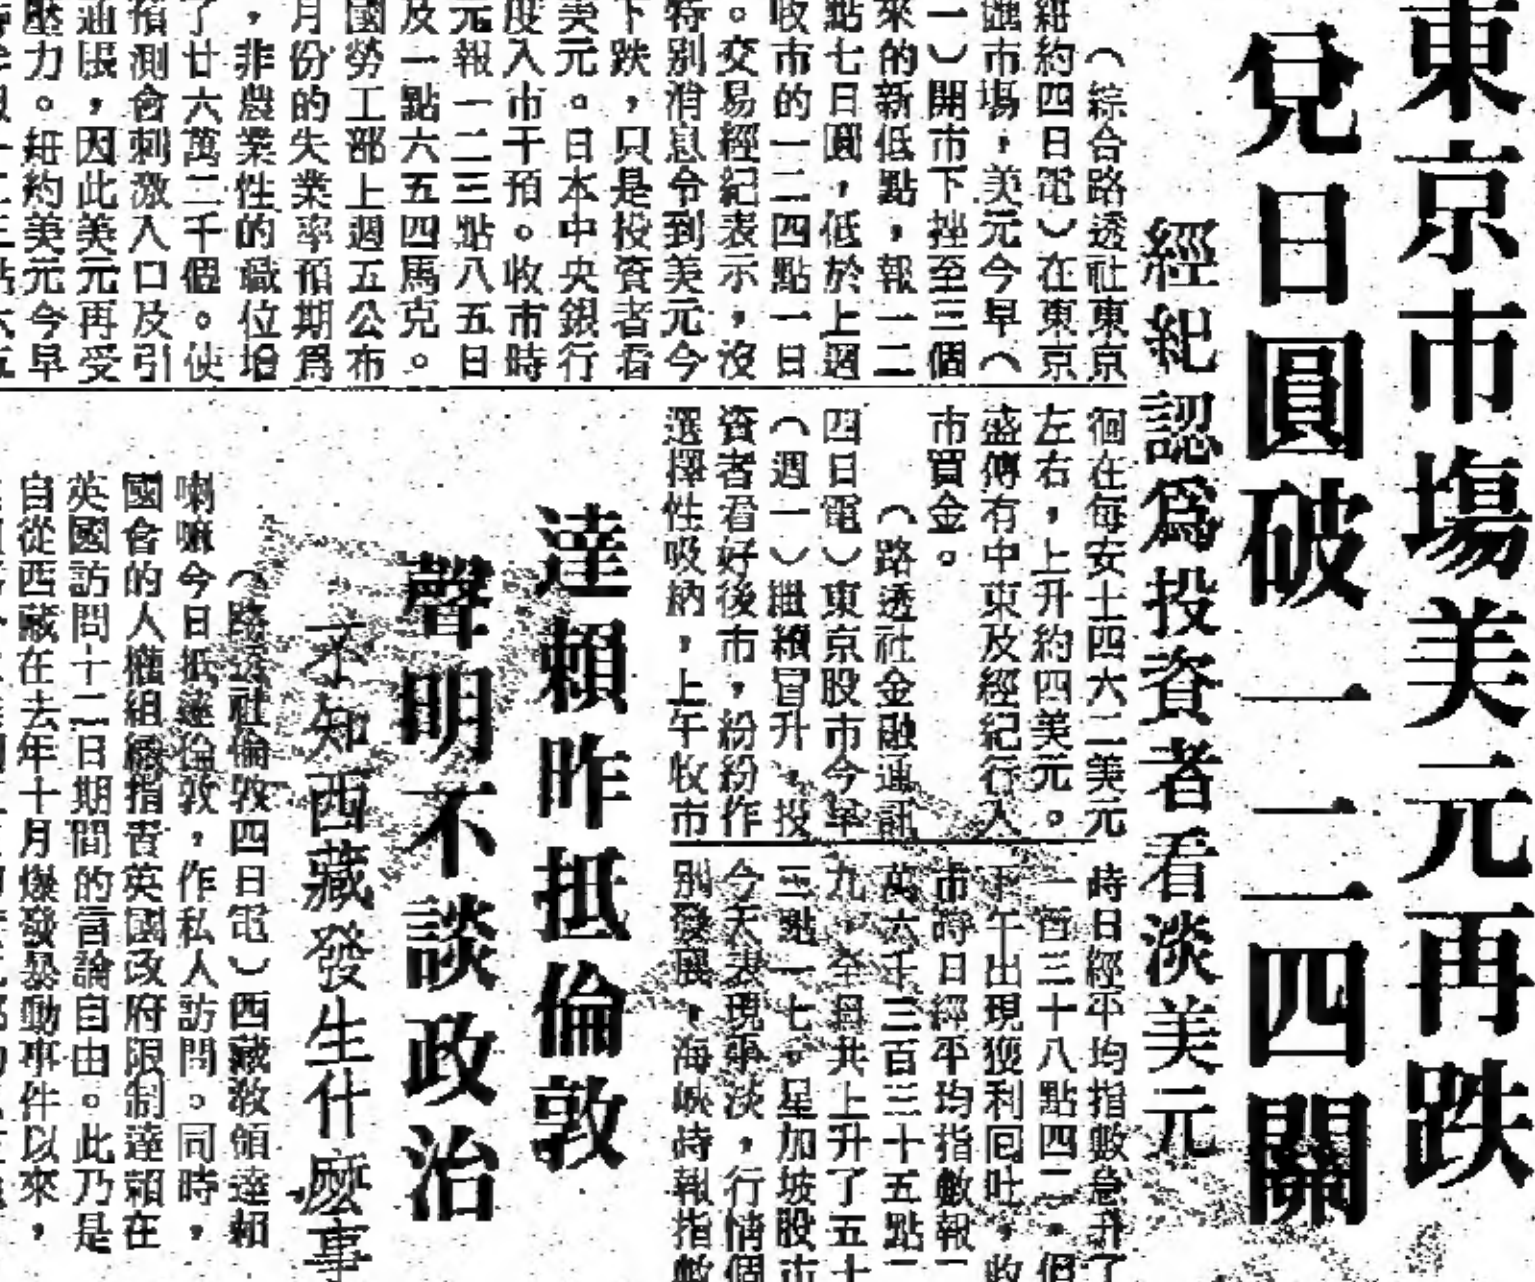 東京市場美元再跌
兌日圓破一二四關
經紀認爲投資者看淡美元
（綜合路透社東京
紐約四日電）在東京
匯市場，美元今早（
一）開市下挫至三個
來的新低點，報一二
點七日圓，低於上週
收市的一二四點一日
。交易經紀表示，沒
特別消息令到美元今
下跌，只是投資者看
美元。日本中央銀行
度入市干預。收市時
元報一二三點八五日
及一點六五四馬克。
國勞工部上週五公布
月份的失業率預期爲
，非農業性的職位增
了廿六萬二千個。使
預測會刺激入口及引
通脹，因此美元再受
壓力。紐約美元今早
徊在每安士四六二美元
左右，上升約四美元。
盛傳有中東及經紀行入
市買金。
（路透社金融通訊
四日電）東京股市今早
（週一）繼續冒升，投
資者看好後市，紛紛作
選擇性吸納，上午收市
時日經平均指數急升了
一百三十八點四二。但
下午出現獲利回吐，收
市時日經平均指數報一
萬六千三百三十五點一
九，全日共上升了五十
三點一七。星加坡股市
今天表現平淡，行情個
別發展，海峽時報指數
達賴昨抵倫敦
聲明不談政治
不知西藏發生什麼事
（路透社倫敦四日電）西藏教領達賴
喇嘛今日抵達倫敦，作私人訪問。同時，
國會的人權組織指責英國政府限制達賴在
英國訪問十二日期間的言論自由。此乃是
自從西藏在去年十月爆發暴動事件以來，